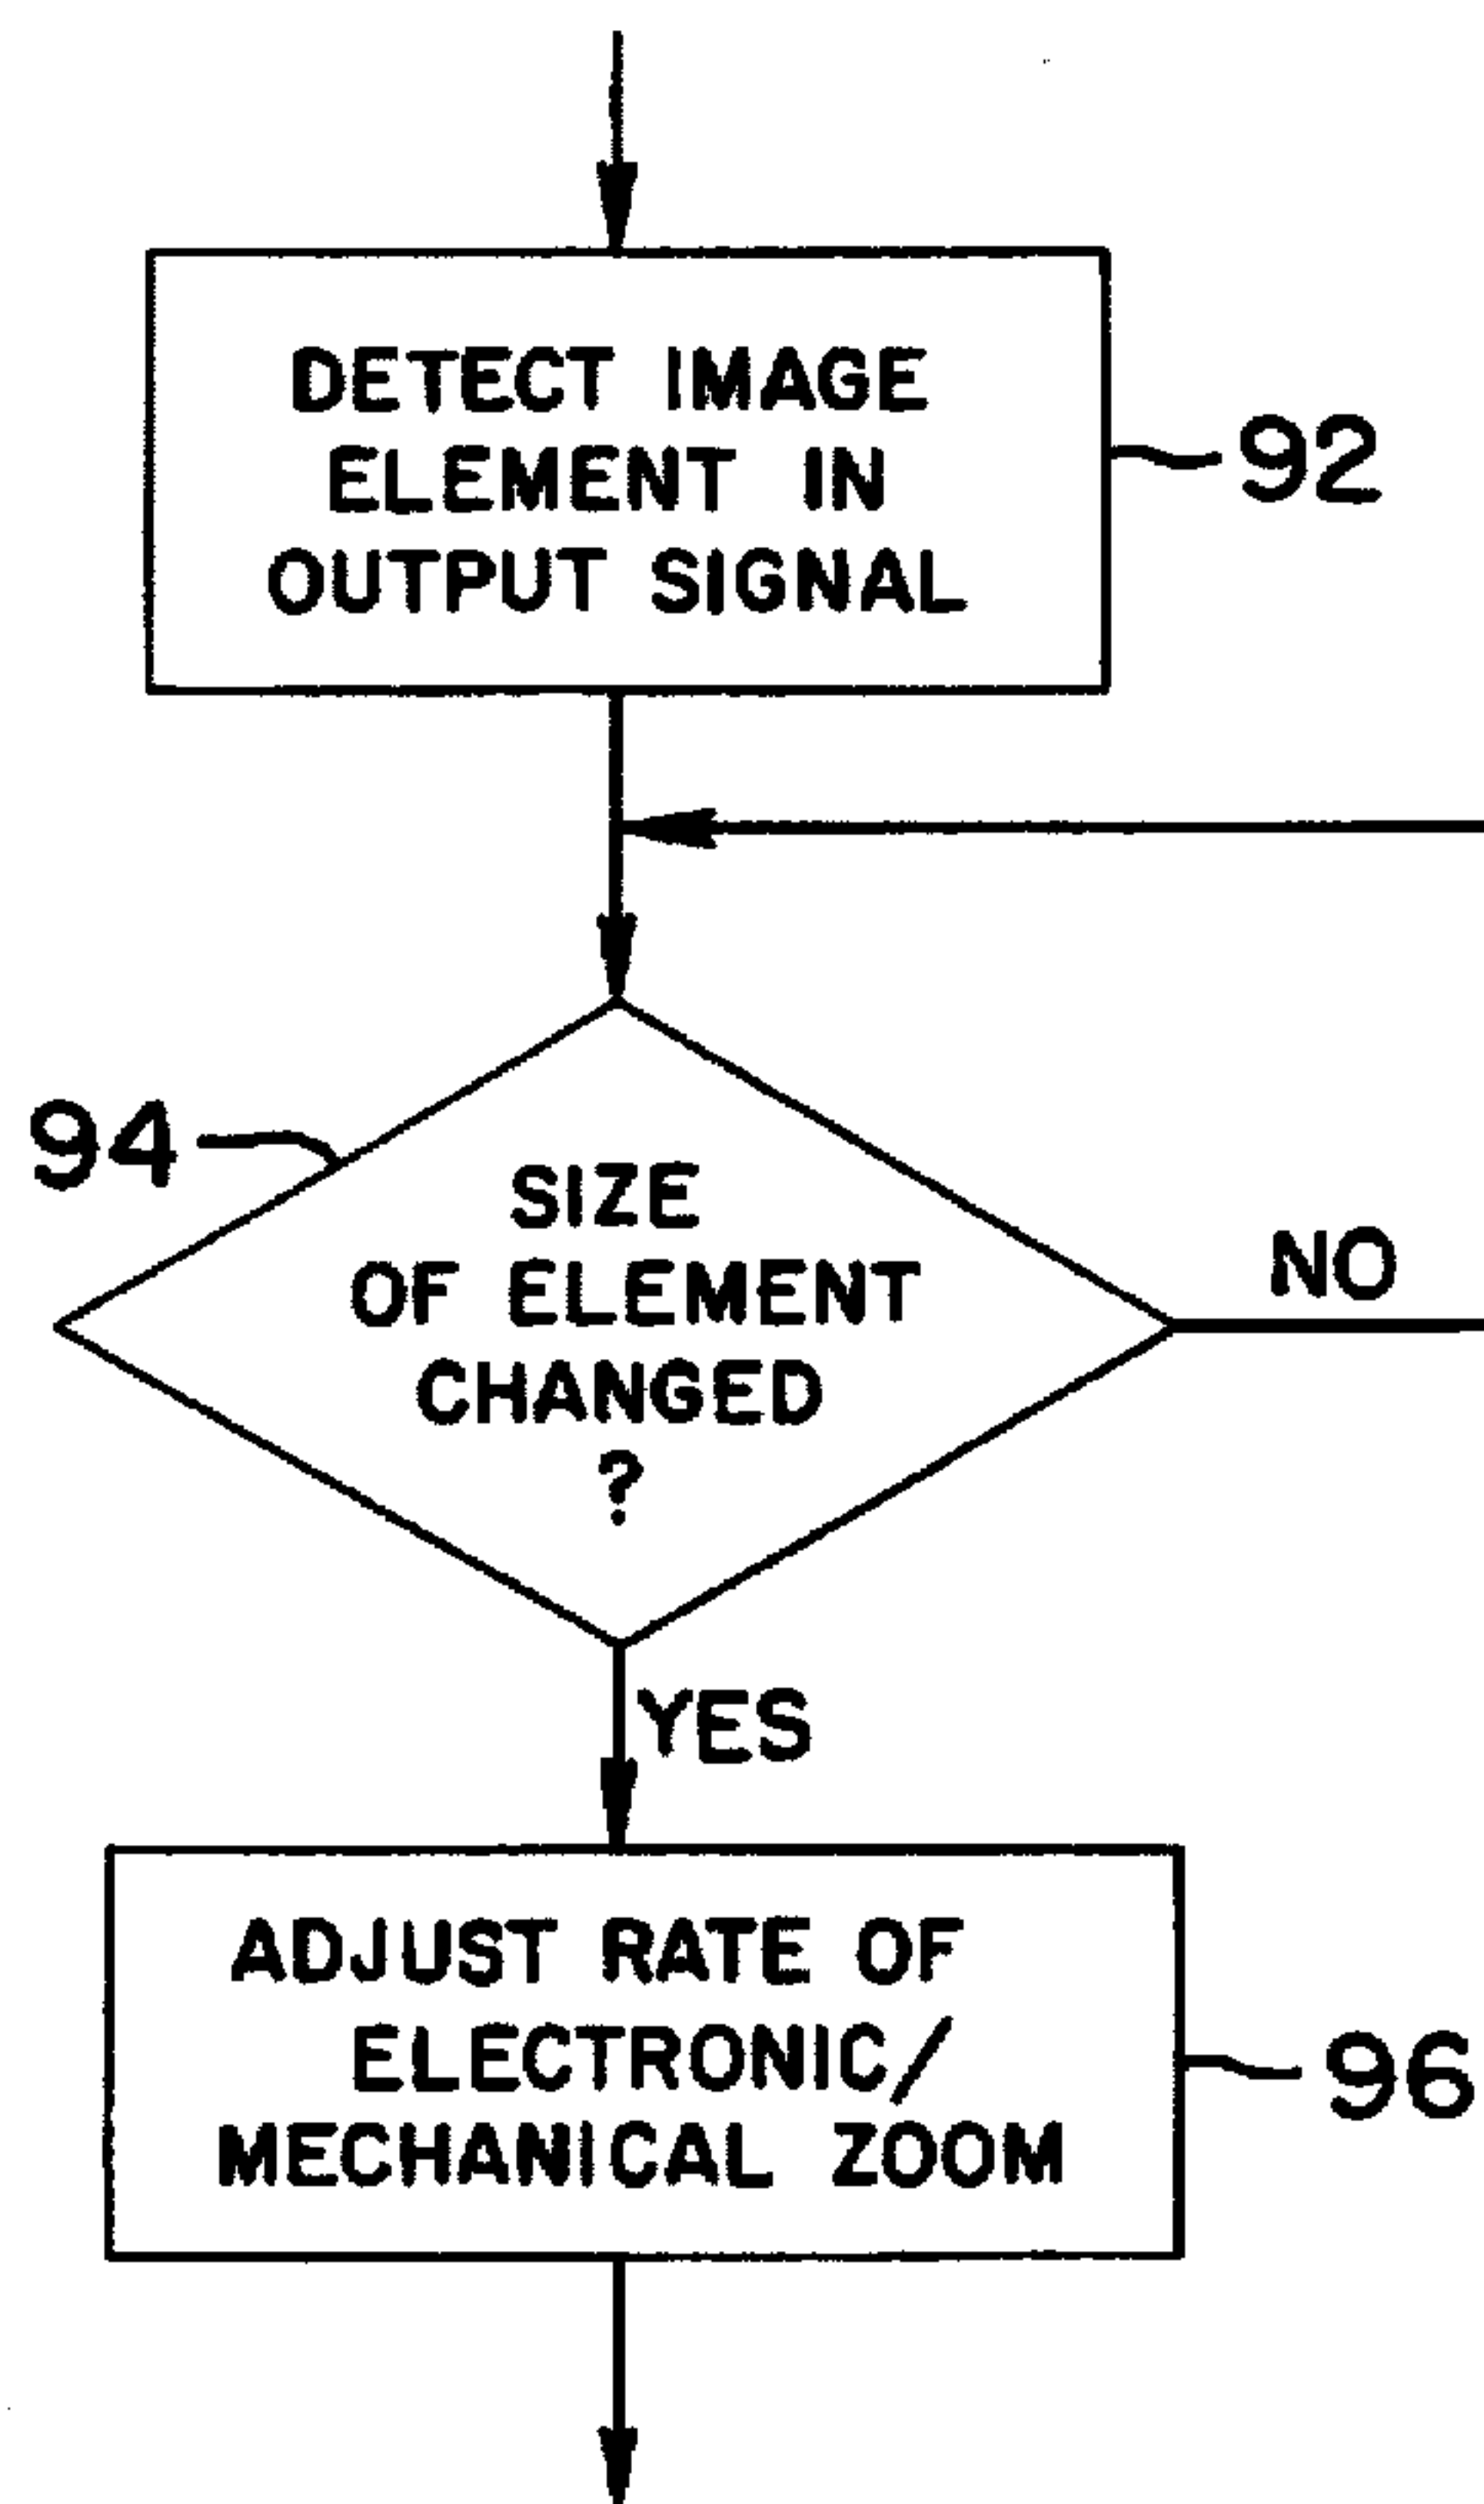 DETECT IMAGE
ELEMENT IN
OUTPUT SIGNAL
92
94
SIZE
OF ELEMENT
CHANGED
?
NO
YES
ADJUST RATE OF
ELECTRONIC/
MECHANICAL ZOOM
96